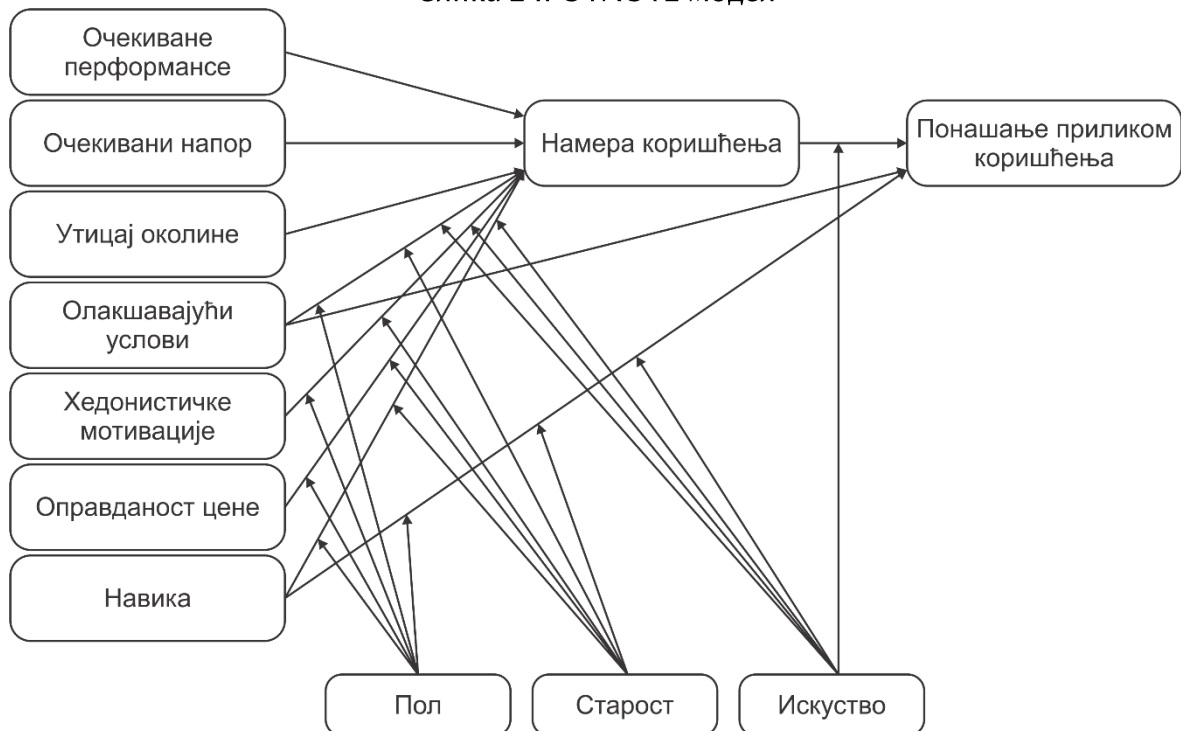 Очекиване
перформансе
Очекивани напор
Намера коришћења
Понашање приликом
коришћења
Утицај околине
Олакшавајући
услови
Хедонистичке
мотивације
Оправданост цене
Навика
Пол
Старост
Искуство